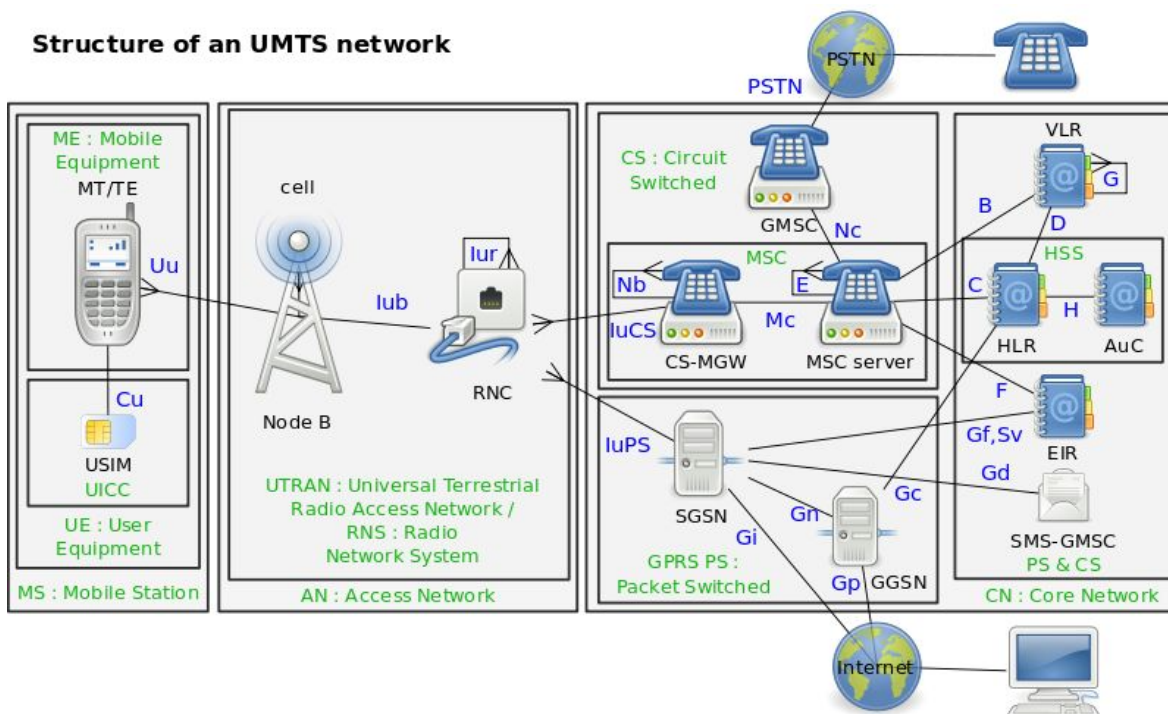 Structure of an UMTS network
PSTN
PSTN
ME : Mobile
Equipment
MT/TE
Uu
Cu
USIM
UICC
UE : User
Equipment
MS : Mobile Station
cell
Iub
Node B
Iur
RNC
UTRAN : Universal Terrestrial
Radio Access Network /
RNS : Radio
Network System
AN : Access Network
CS : Circuit
Switched
GMSC
Nc
MSC
Nb
E
IuCS
Mc
CS-MGW
MSC server
VLR
G
B
D
HSS
C
H
HLR
AuC
F
Gf,Sv
EIR
Gd
SMS-GMSC
PS & CS
CN : Core Network
IuPS
SGSN
Gn
Gc
Gi
GPRS PS :
Packet Switched
Gp
GGSN
Internet